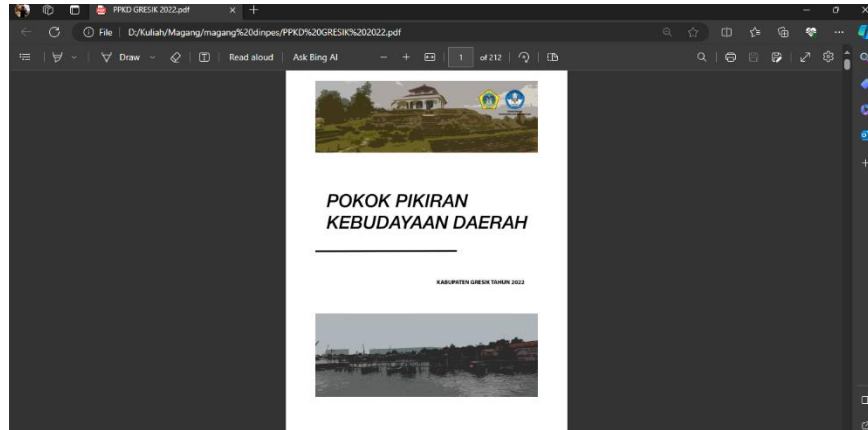 PPKD GRESIK 2022.pdf
File
D:/Kuliah/Magang/magang%20dinpes/PPKD%20GRESIK%202022.pdf
Draw
Read aloud
Ask Bing AI
1
of 212
POKOK PIKIRAN
KEBUDAYAAN DAERAH
KABUPATEN GRESIK TAHUN 2022